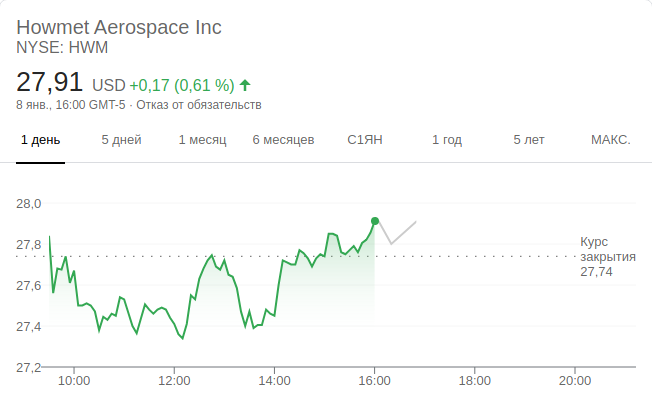 Howmet Aerospace Inc
NYSE: HWM
27,91 USD +0,17 (0,61 %)
8 янв., 16:00 GMT-5 · Отказ от обязательств
1 день 5 дней 1 месяц 6 месяцев С1ЯН 1 год 5 лет МАКС.
28,0
27,8
27,6
27,4
27,2
Курс
закрытия
27,74
10:00 12:00 14:00 16:00 18:00 20:00